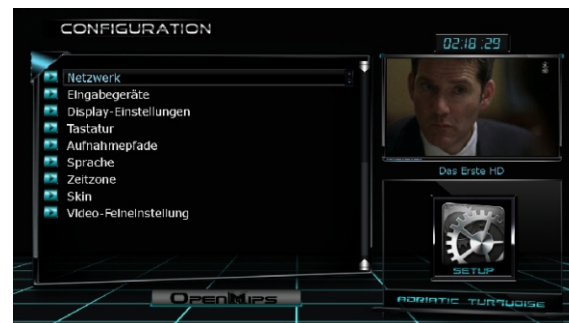 CONFIGURATION
02:18:29
Netzwerk
Eingabegeräte
Display-Einstellungen
Tastatur
Aufnahmepfade
Sprache
Zeitzone
Skin
Video-Feineinstellung
Das Erste HD
SETUP
OPENMIPS
ADRIATIC TURQUOISE